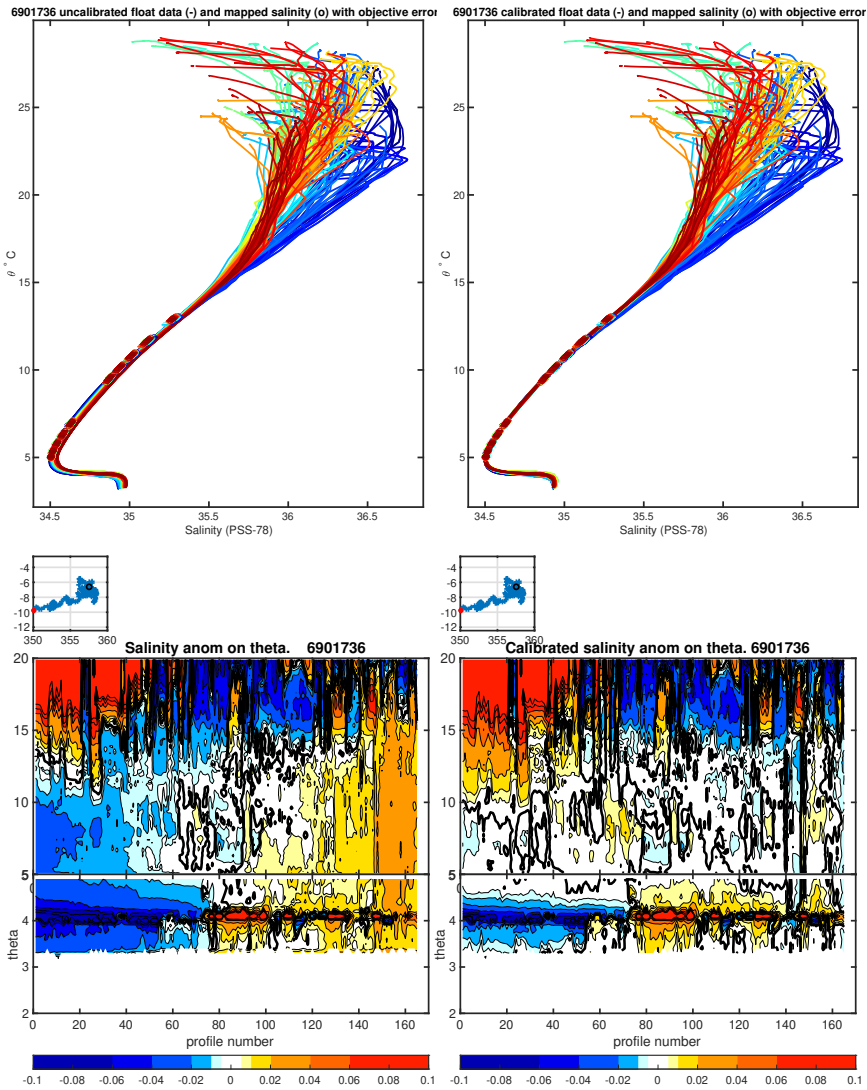 6901736 uncalibrated float data (-) and mapped salinity (o) with objective error
6901736 calibrated float data (-) and mapped salinity (o) with objective error
25
20
15
10
5
θ ° C
34.5 35 35.5 36 36.5
Salinity (PSS-78)
25
20
15
10
5
θ ° C
34.5 35 35.5 36 36.5
Salinity (PSS-78)
-4
-6
-8
-10
-12
350 355 360
-4
-6
-8
-10
-12
350 355 360
Salinity anom on theta. 6901736
20
15
10
5
4
3
2
theta
0 20 40 60 80 100 120 140 160
profile number
-0.1 -0.08 -0.06 -0.04 -0.02 0 0.02 0.04 0.06 0.08 0.1
Calibrated salinity anom on theta. 6901736
20
15
10
5
4
3
2
theta
0 20 40 60 80 100 120 140 160
profile number
-0.1 -0.08 -0.06 -0.04 -0.02 0 0.02 0.04 0.06 0.08 0.1